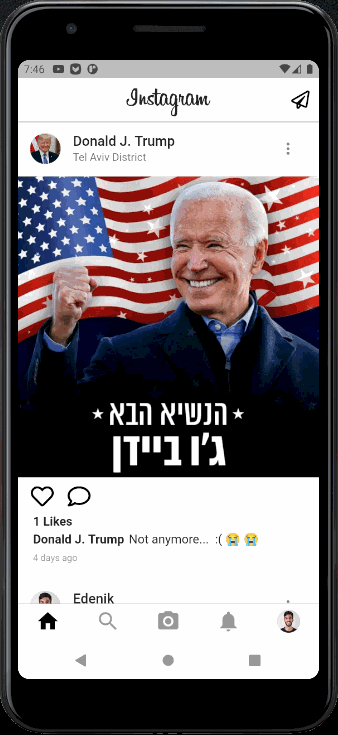 7:46
Instagram
Donald J. Trump
Tel Aviv District
הנשיא הבא
ג'ו ביידן
1 Likes
Donald J. Trump Not anymore... :( 😭 😭
4 days ago
Edenik